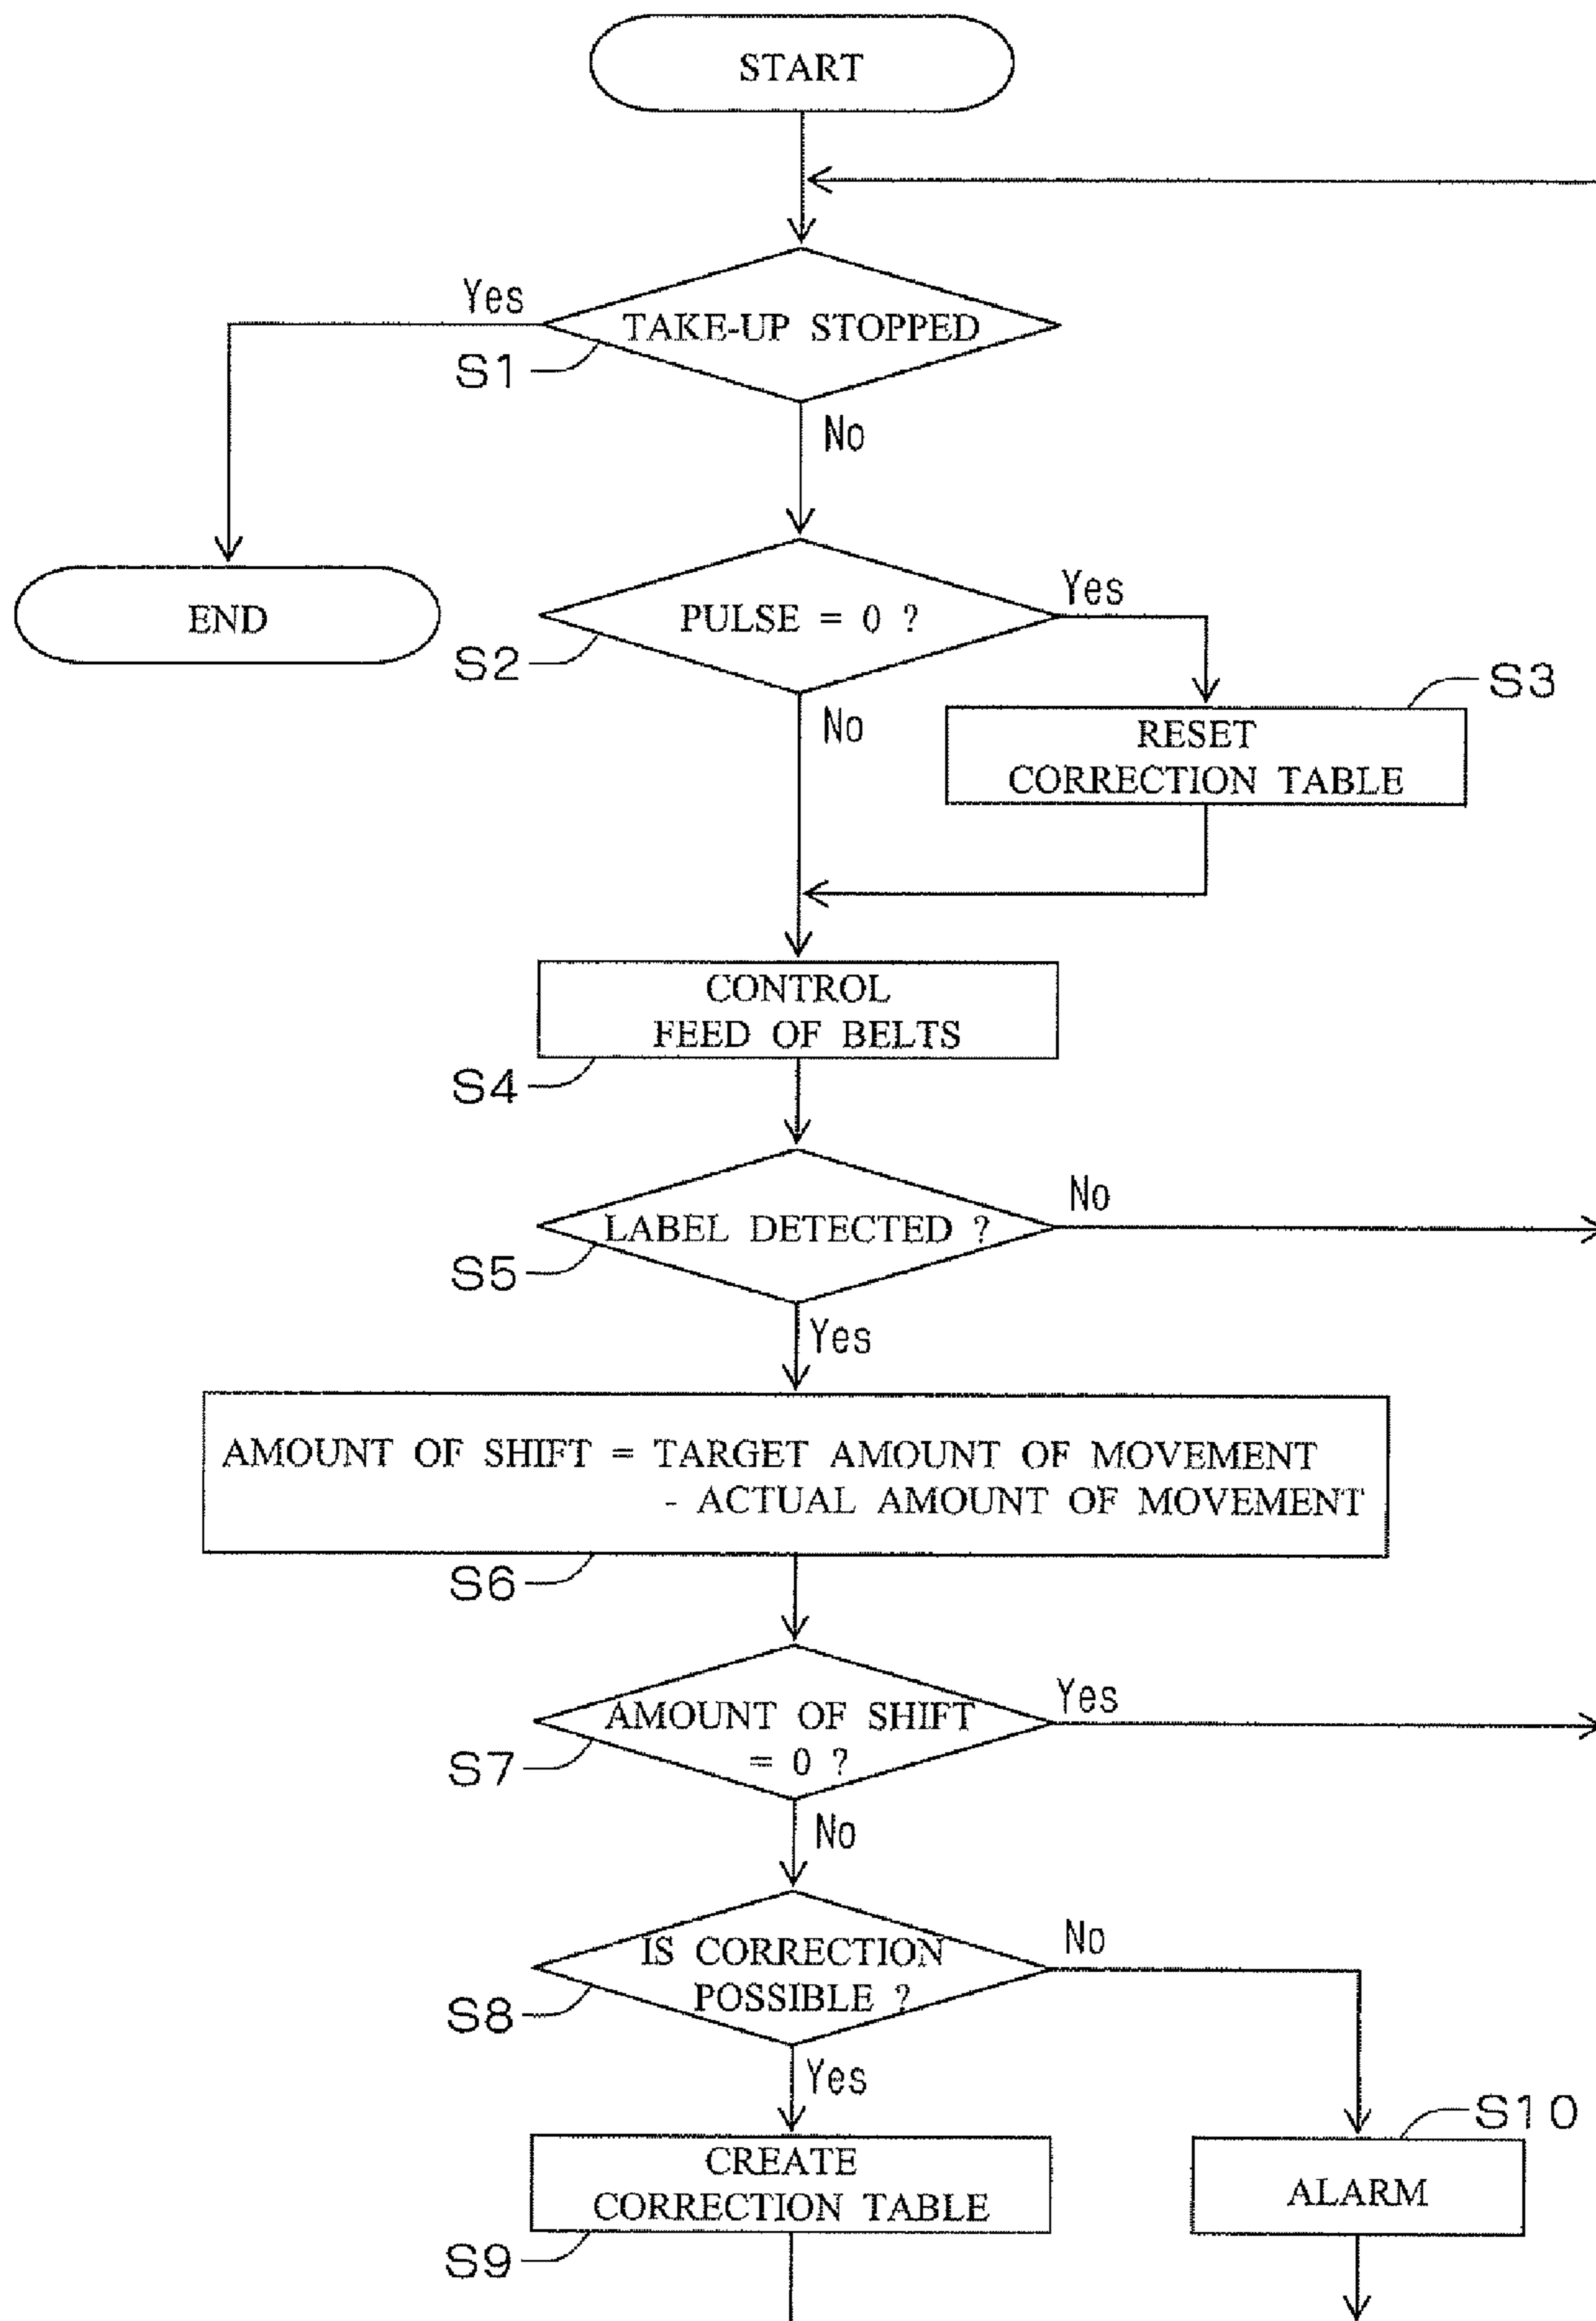 START
Yes
TAKE-UP STOPPED
S1
No
END
PULSE = 0 ?
Yes
S2
S3
No
RESET
CORRECTION TABLE
CONTROL
FEED OF BELTS
S4
No
LABEL DETECTED ?
S5
Yes
AMOUNT OF SHIFT = TARGET AMOUNT OF MOVEMENT
- ACTUAL AMOUNT OF MOVEMENT
S6
Yes
AMOUNT OF SHIFT
= 0 ?
S7
No
No
IS CORRECTION
POSSIBLE ?
S8
Yes
S10
CREATE
CORRECTION TABLE
ALARM
S9